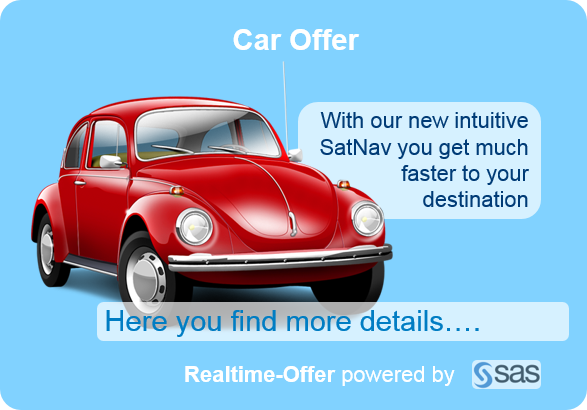 Car Offer
With our new intuitive
SatNav you get much
faster to your
destination
Here you find more details....
Realtime-Offer powered by sas